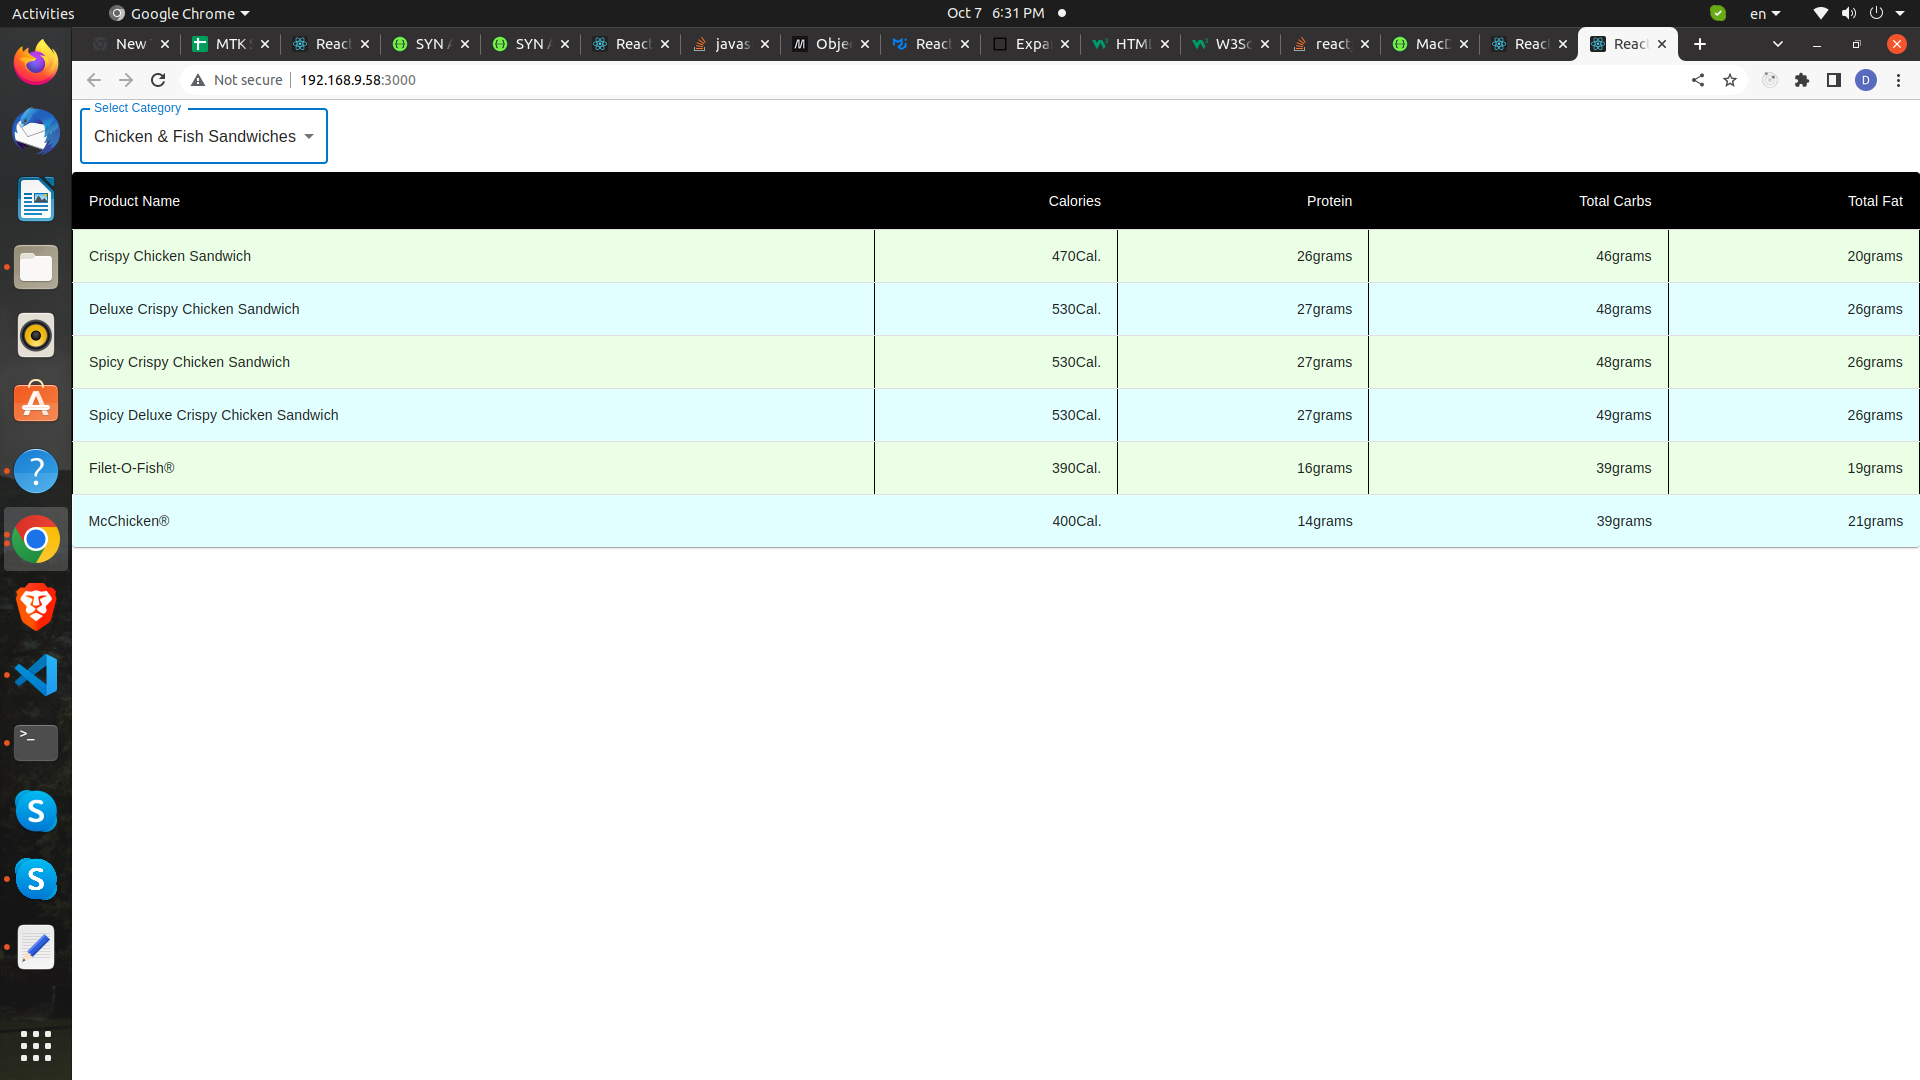 Activities Google Chrome Oct 7 6:31 PM en
New MTK React SYN A SYN A React javas Obje React Expa HTML W3Sc react MacD React React
Not secure 192.168.9.58:3000 D
Select Category
Chicken & Fish Sandwiches
Product Name Calories Protein Total Carbs Total Fat
Crispy Chicken Sandwich 470Cal. 26grams 46grams 20grams
Deluxe Crispy Chicken Sandwich 530Cal. 27grams 48grams 26grams
Spicy Crispy Chicken Sandwich 530Cal. 27grams 48grams 26grams
Spicy Deluxe Crispy Chicken Sandwich 530Cal. 27grams 49grams 26grams
Filet-O-Fish® 390Cal. 16grams 39grams 19grams
McChicken® 400Cal. 14grams 39grams 21grams